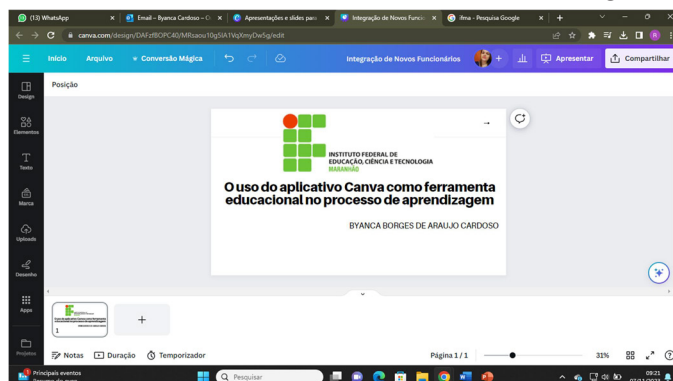 (13) WhatsApp
Email – Byanca Cardoso – O
Apresentações e slides para
Integração de Novos Funcio
ifma - Pesquisa Google
canva.com/design/DAFzfBOPC40/MRsaou10gSIA1VqXmyDwSg/edit
Início
Arquivo
Conversão Mágica
Integração de Novos Funcionários
Apresentar
Compartilhar
Posição
Design
Elementos
Texto
Marca
Uploads
Desenho
Apps
Projetos
INSTITUTO FEDERAL DE
EDUCAÇÃO, CIÊNCIA E TECNOLOGIA
MARANHÃO
O uso do aplicativo Canva como ferramenta
educacional no processo de aprendizagem
BYANCA BORGES DE ARAUJO CARDOSO
1
Notas
Duração
Temporizador
Página 1 / 1
31%
Principais eventos
Pesquisar
09:21